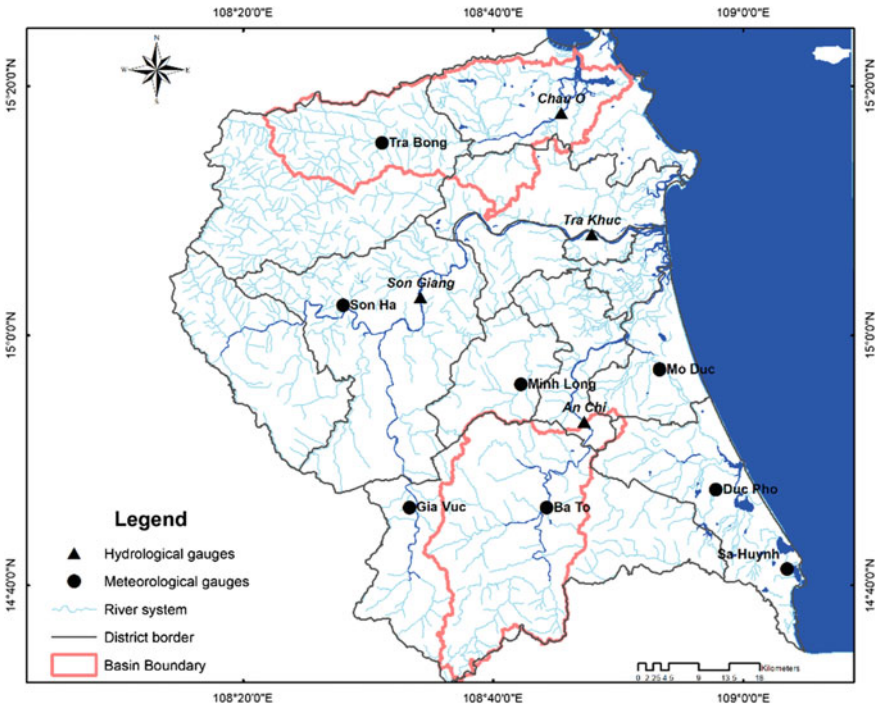 108°20'0"E 108°40'0"E 109°0'0"E
N
W E
S
15°20'0"N 15°20'0"N
Chau O
Tra Bong
Tra Khuc
Son Giang
Son Ha
15°0'0"N 15°0'0"N
Mo Duc
Minh Long
An Chi
Duc Pho
Gia Vuc
Ba To
Sa Huynh
14°40'0"N 14°40'0"N
Legend
Hydrological gauges
Meteorological gauges
River system
District border
Basin Boundary
Kilometers
0 2.25 4.5 9 13.5 18
108°20'0"E 108°40'0"E 109°0'0"E